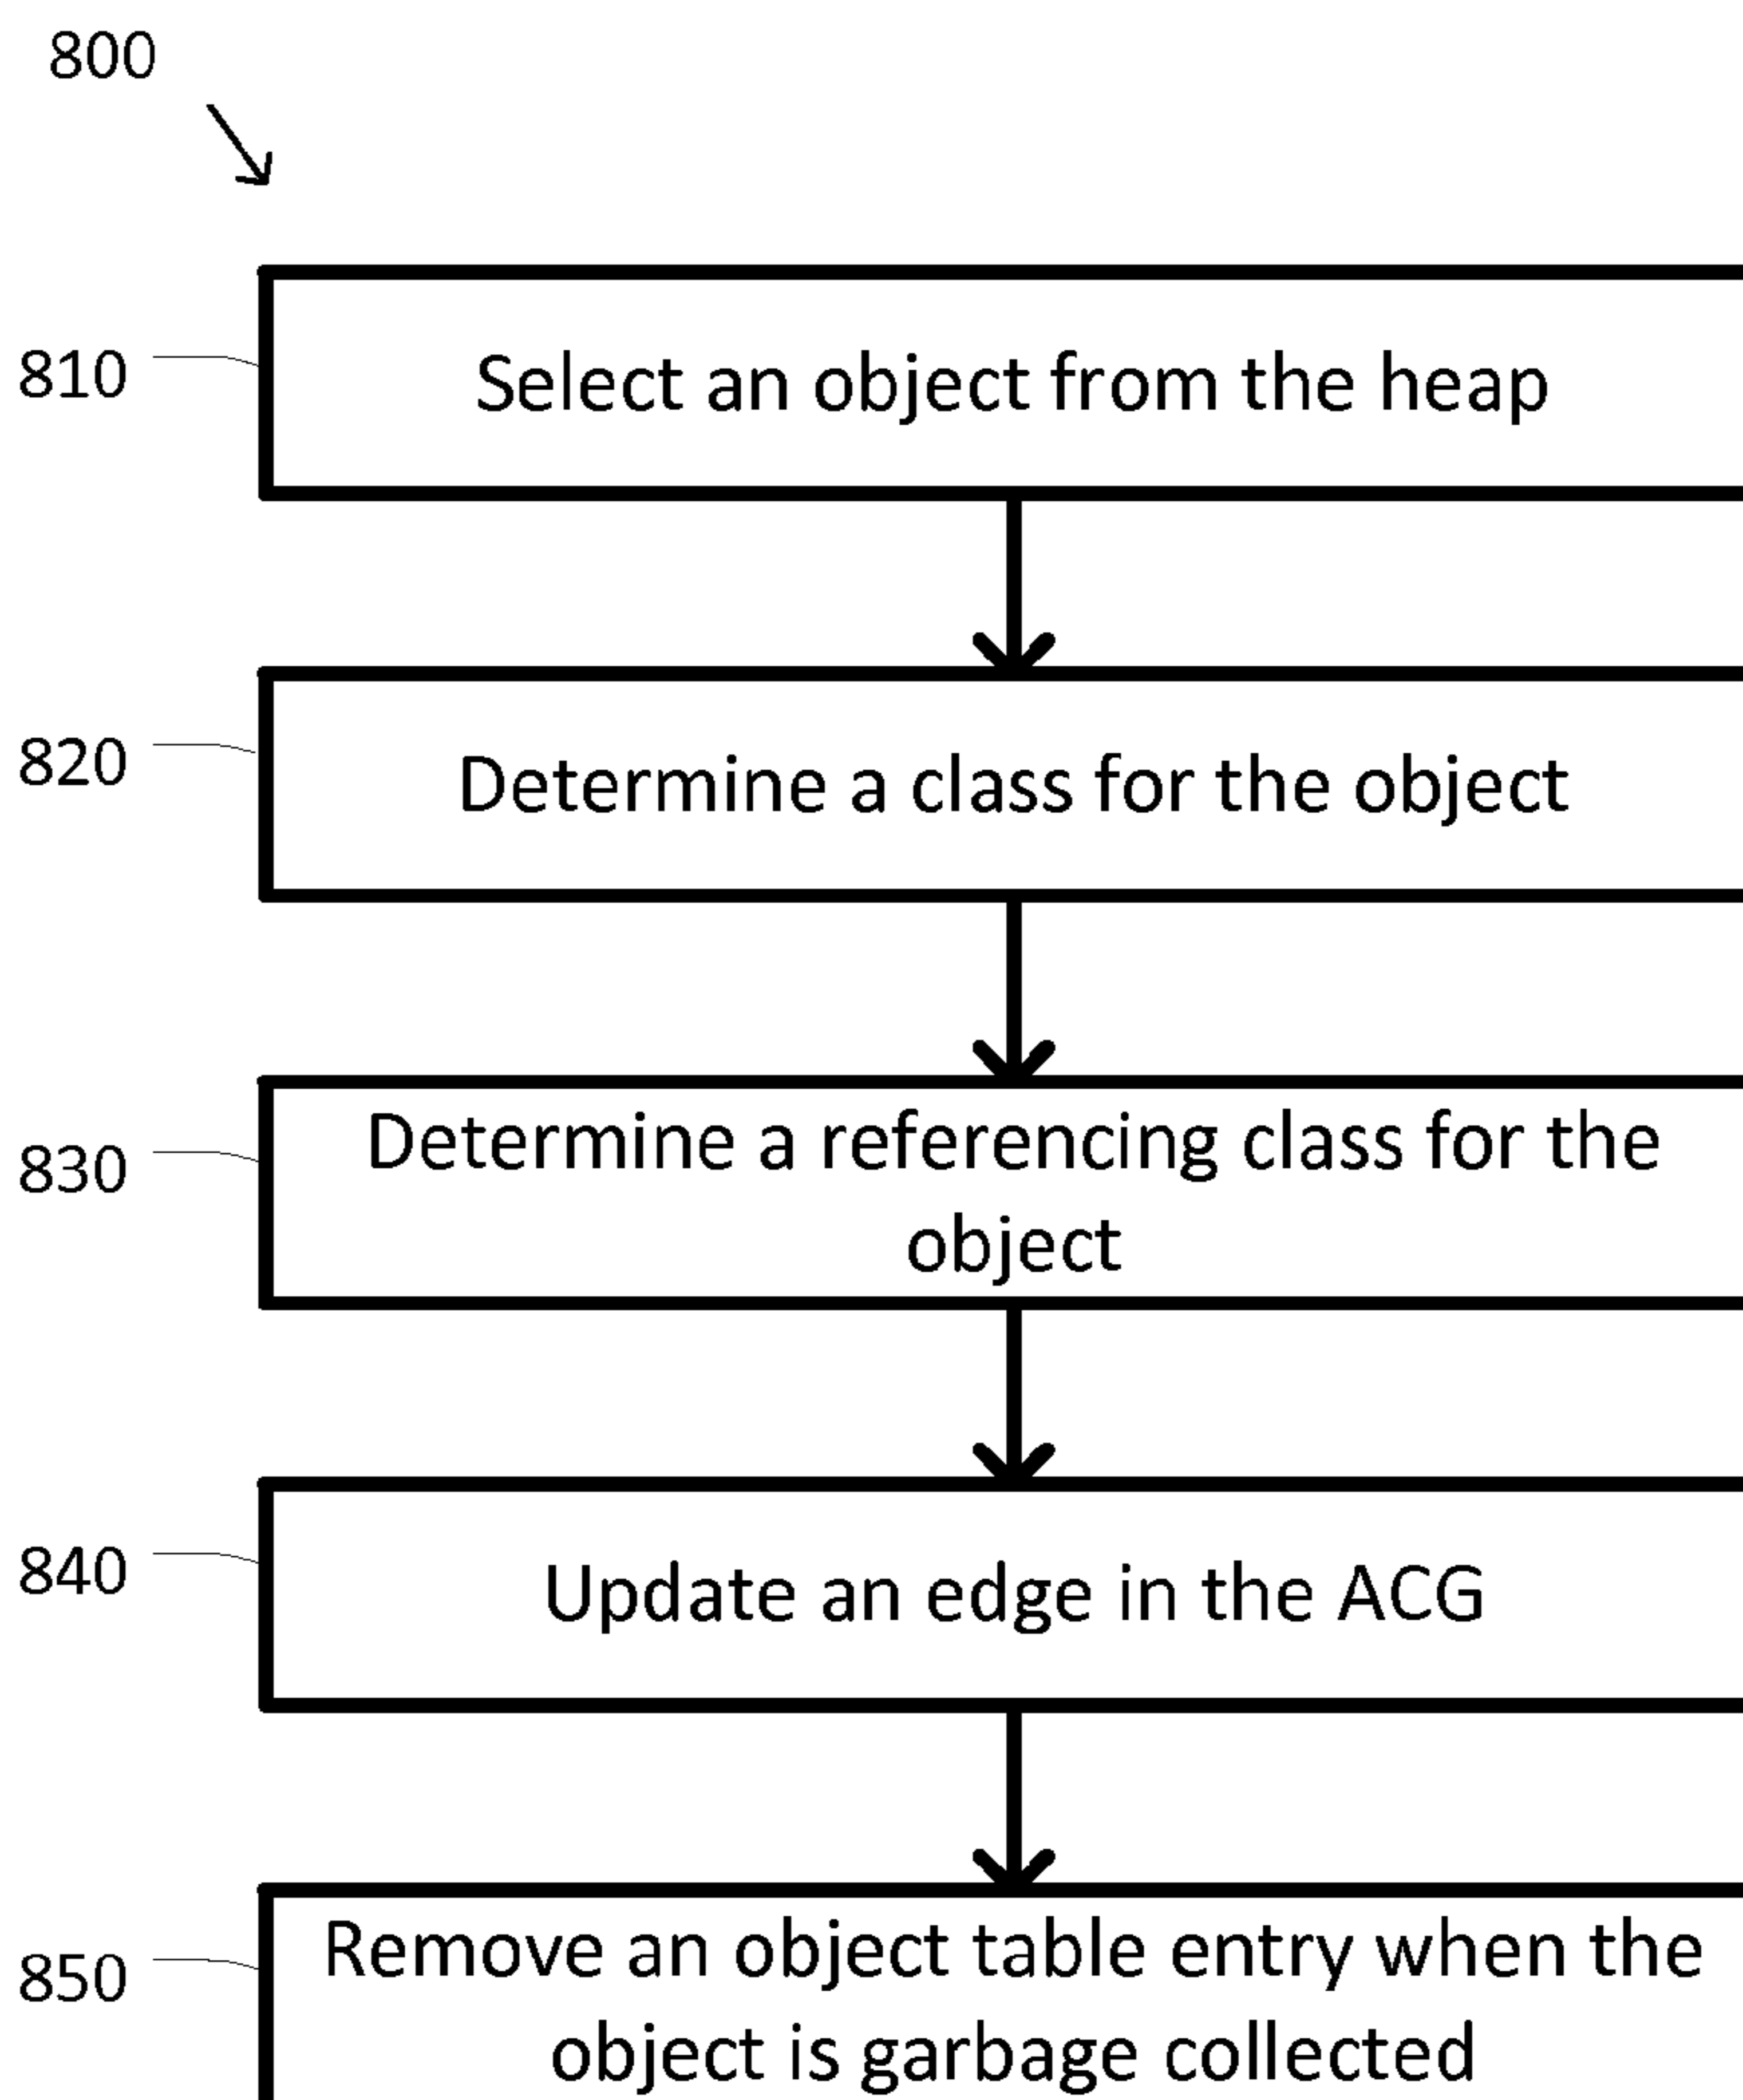 800
810
Select an object from the heap
820
Determine a class for the object
830
Determine a referencing class for the
object
840
Update an edge in the ACG
850
Remove an object table entry when the
object is garbage collected